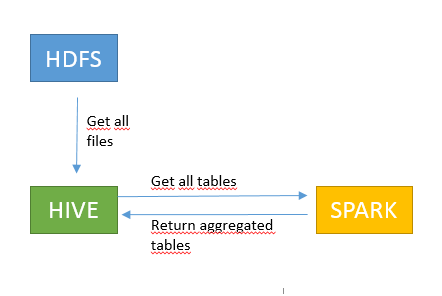 HDFS
Get all
files
Get all tables
HIVE
SPARK
Return aggregated
tables